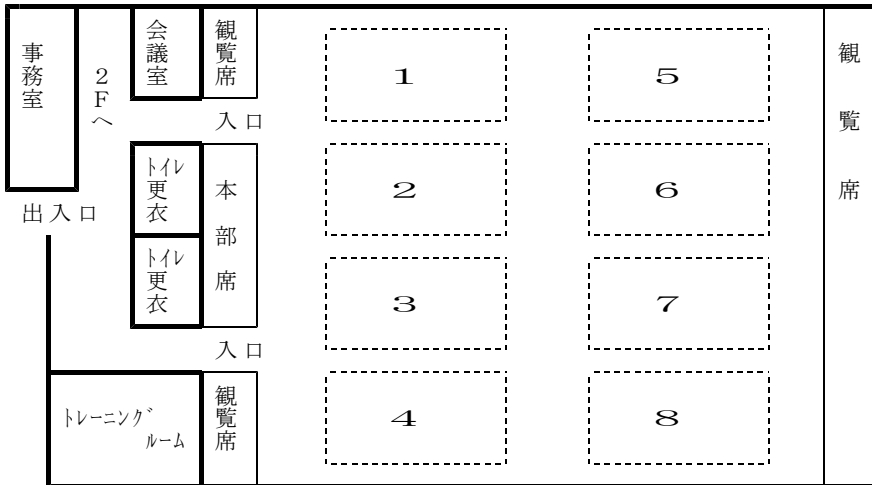 事務室
2Fへ
会議室
観覧席
1
5
観覧席
入口
トイレ
更衣
本部席
2
6
出入口
トイレ
更衣
3
7
入口
トレーニング
ルーム
観覧席
4
8